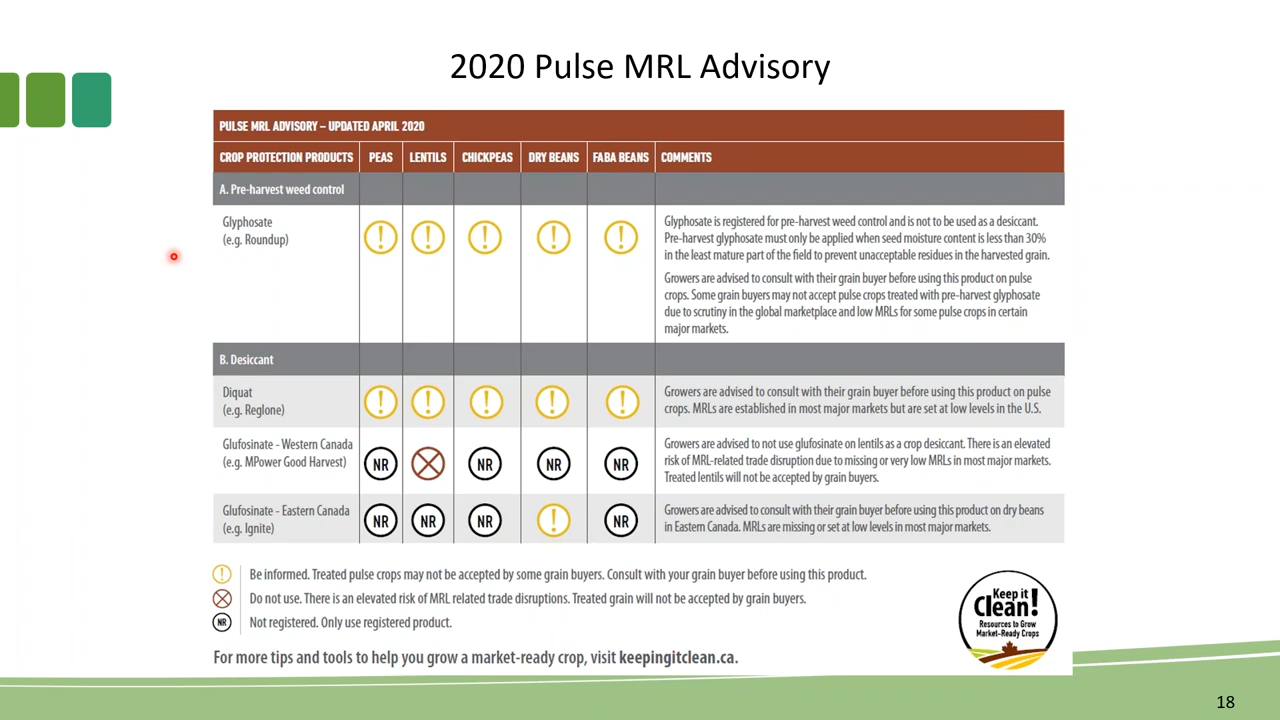 2020 Pulse MRL Advisory
PULSE MRL ADVISORY – UPDATED APRIL 2020
CROP PROTECTION PRODUCTS PEAS LENTILS CHICKPEAS DRY BEANS FABA BEANS COMMENTS
A. Pre-harvest weed control
Glyphosate
(e.g. Roundup)
! ! ! ! !
Glyphosate is registered for pre-harvest weed control and is not to be used as a desiccant.
Pre-harvest glyphosate must only be applied when seed moisture content is less than 30%
in the least mature part of the field to prevent unacceptable residues in the harvested grain.
Growers are advised to consult with their grain buyer before using this product on pulse
crops. Some grain buyers may not accept pulse crops treated with pre-harvest glyphosate
due to scrutiny in the global marketplace and low MRLs for some pulse crops in certain
major markets.
B. Desiccant
Diquat
(e.g. Reglone)
! ! ! ! !
Growers are advised to consult with their grain buyer before using this product on pulse
crops. MRLs are established in most major markets but are set at low levels in the U.S.
Glufosinate - Western Canada
(e.g. MPower Good Harvest)
NR NR NR NR
Growers are advised to not use glufosinate on lentils as a crop desiccant. There is an elevated
risk of MRL-related trade disruption due to missing or very low MRLs in most major markets.
Treated lentils will not be accepted by grain buyers.
Glufosinate - Eastern Canada
(e.g. Ignite)
NR NR NR ! NR
Growers are advised to consult with their grain buyer before using this product on dry beans
in Eastern Canada. MRLs are missing or set at low levels in most major markets.
! Be informed. Treated pulse crops may not be accepted by some grain buyers. Consult with your grain buyer before using this product.
Do not use. There is an elevated risk of MRL related trade disruptions. Treated grain will not be accepted by grain buyers.
NR Not registered. Only use registered product.
For more tips and tools to help you grow a market-ready crop, visit keepingitclean.ca.
Keep it
Clean!
Resources to Grow
Market-Ready Crops
18